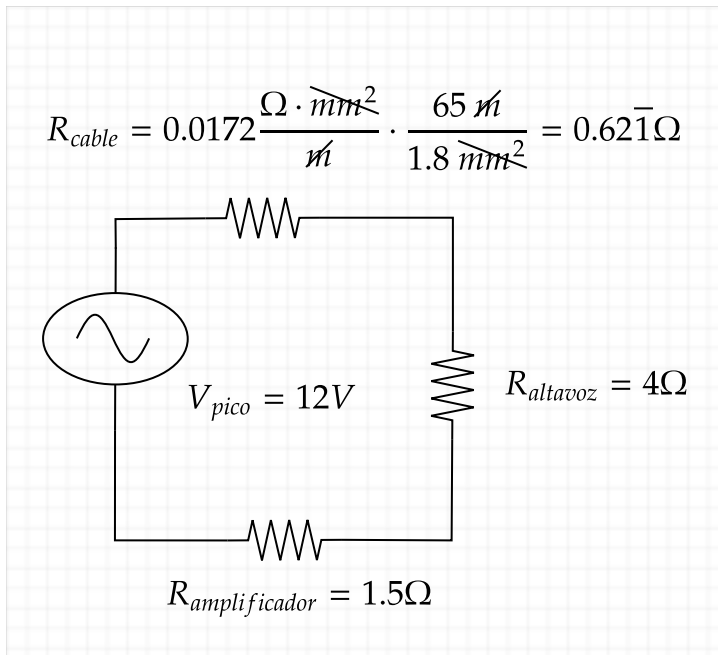 R_cable = 0.0172 Ω · mm²/m · 65 m/1.8 mm² = 0.621̅Ω
V_pico = 12V
R_altavoz = 4Ω
R_amplificador = 1.5Ω